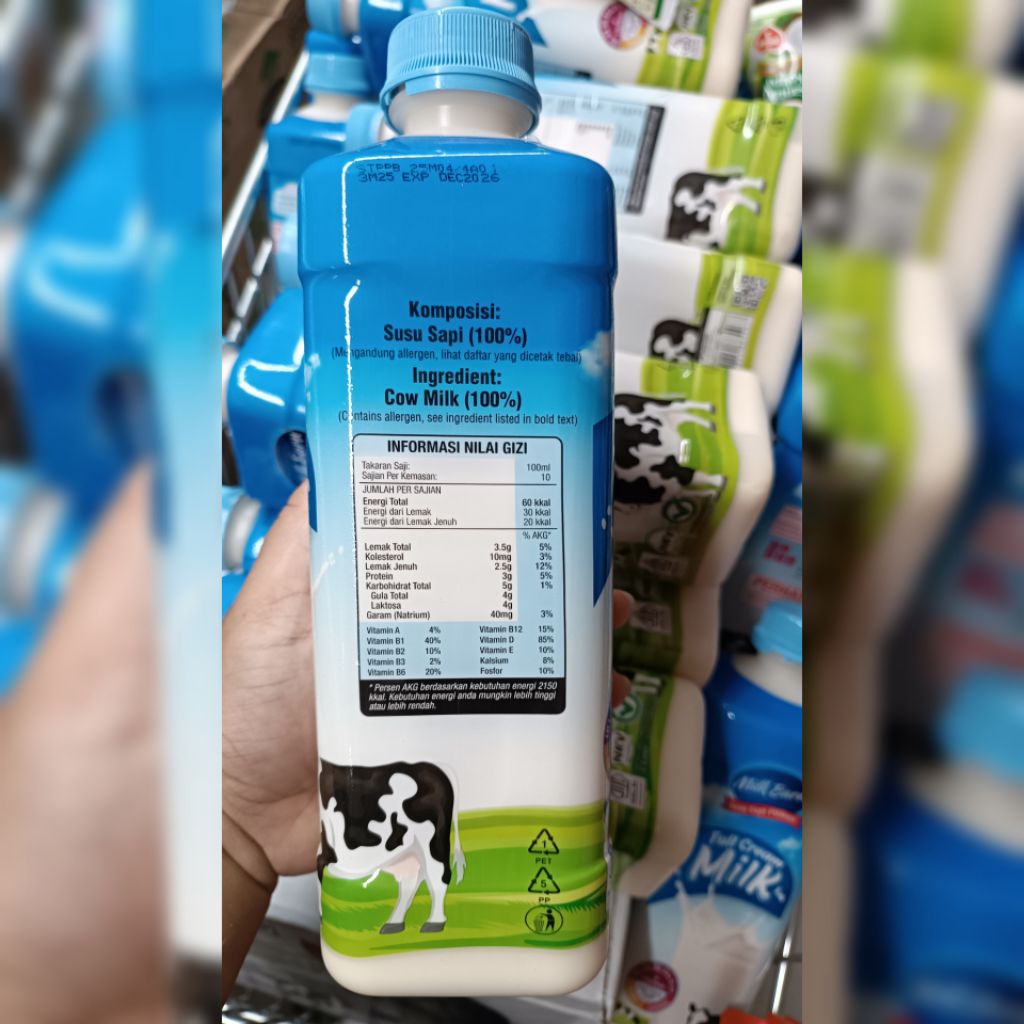 3M25 EXP DEC2026
Komposisi:
Susu Sapi (100%)
(Mengandung allergen, lihat daftar yang dicetak tebal)
Ingredient:
Cow Milk (100%)
(Contains allergen, see ingredient listed in bold text)
INFORMASI NILAI GIZI
Takaran Saji: 100ml
Sajian Per Kemasan: 10
JUMLAH PER SAJIAN
Energi Total 60 kkal
Energi dari Lemak 30 kkal
Energi dari Lemak Jenuh 20 kkal
% AKG*
Lemak Total 3.5g 5%
Kolesterol 10mg 3%
Lemak Jenuh 2.5g 12%
Protein 3g 5%
Karbohidrat Total 5g 1%
Gula Total 4g
Laktosa 4g
Garam (Natrium) 40mg 3%
Vitamin A 4% Vitamin B12 15%
Vitamin B1 40% Vitamin D 85%
Vitamin B2 10% Vitamin E 10%
Vitamin B3 2% Kalsium 8%
Vitamin B6 20% Fosfor 10%
* Persen AKG berdasarkan kebutuhan energi 2150
kkal. Kebutuhan energi anda mungkin lebih tinggi
atau lebih rendah.
1
PET
5
PP
Full Cream
Milk